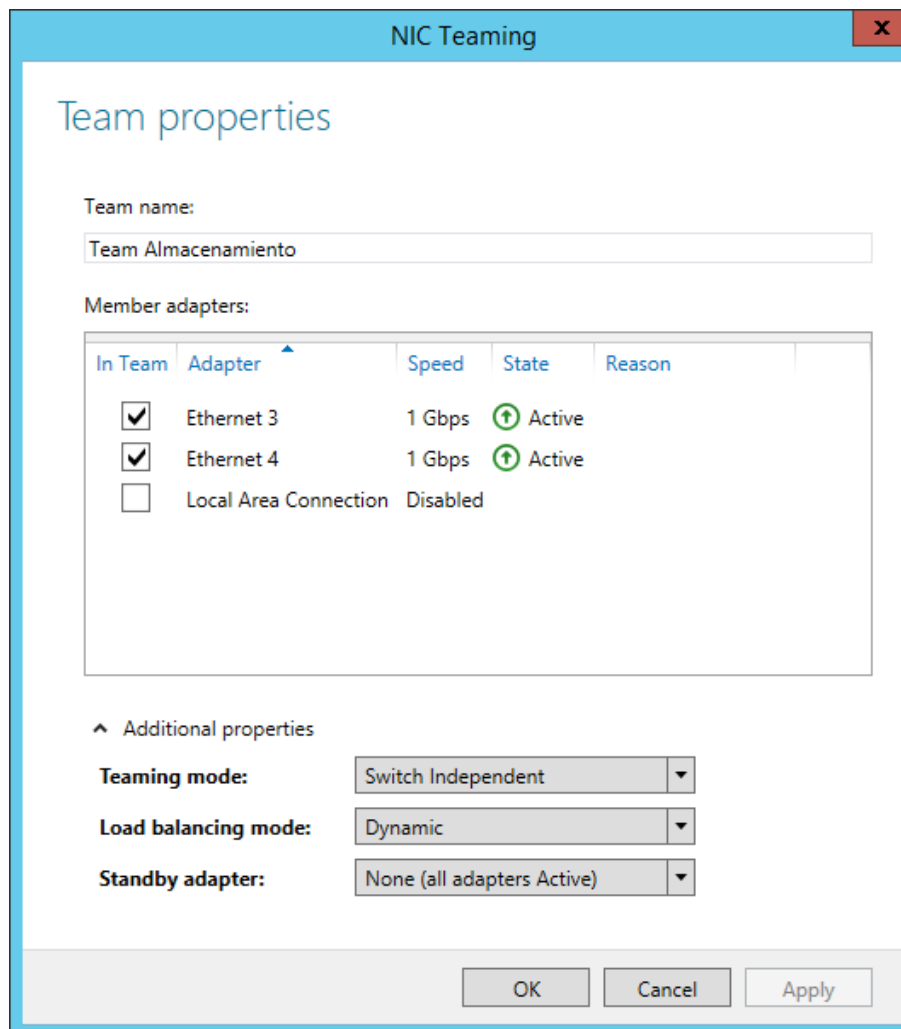 NIC Teaming
x
Team properties
Team name:
Team Almacenamiento
Member adapters:
In Team Adapter Speed State Reason
Ethernet 3 1 Gbps Active
Ethernet 4 1 Gbps Active
Local Area Connection Disabled
Additional properties
Teaming mode: Switch Independent
Load balancing mode: Dynamic
Standby adapter: None (all adapters Active)
OK Cancel Apply